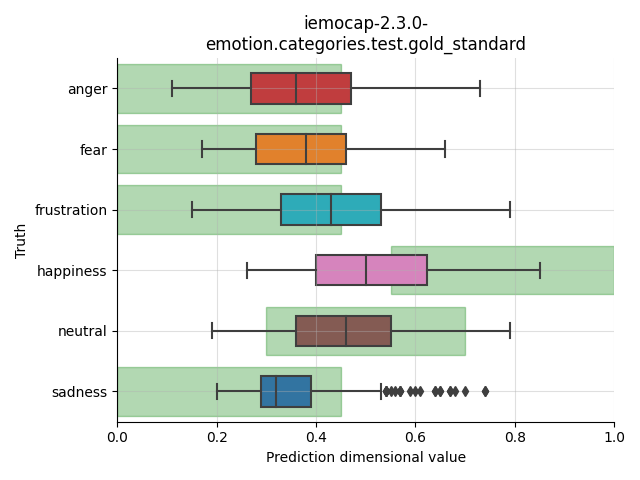 iemocap-2.3.0-
emotion.categories.test.gold_standard
Truth
anger
fear
frustration
happiness
neutral
sadness
0.0 0.2 0.4 0.6 0.8 1.0
Prediction dimensional value